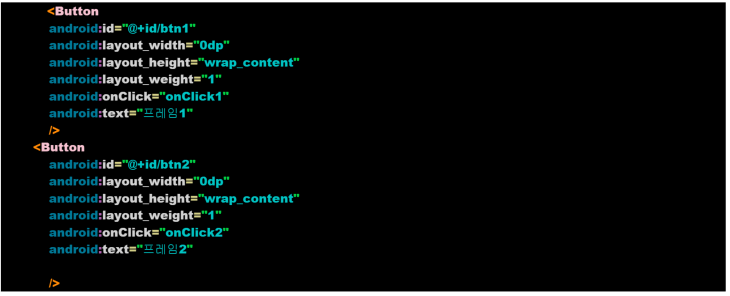 <Button
android:id="@+id/btn1"
android:layout_width="0dp"
android:layout_height="wrap_content"
android:layout_weight="1"
android:onClick="onClick1"
android:text="프레임1"
/>
<Button
android:id="@+id/btn2"
android:layout_width="0dp"
android:layout_height="wrap_content"
android:layout_weight="1"
android:onClick="onClick2"
android:text="프레임2"
/>